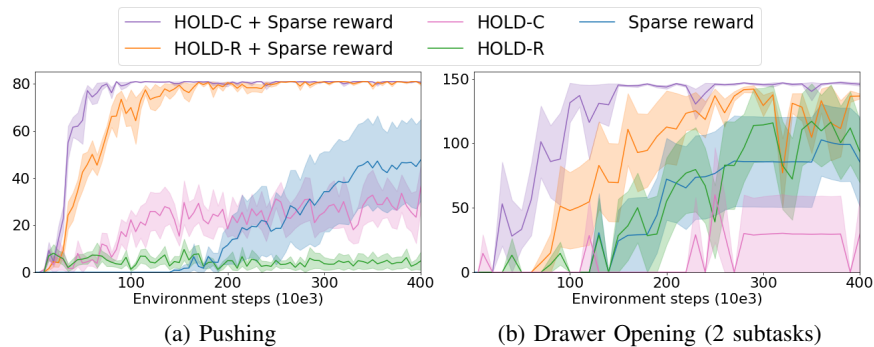 HOLD-C + Sparse reward HOLD-C Sparse reward
HOLD-R + Sparse reward HOLD-R
80
60
40
20
0
100 200 300 400
Environment steps (10e3)
(a) Pushing
150
100
50
0
100 200 300 400
Environment steps (10e3)
(b) Drawer Opening (2 subtasks)